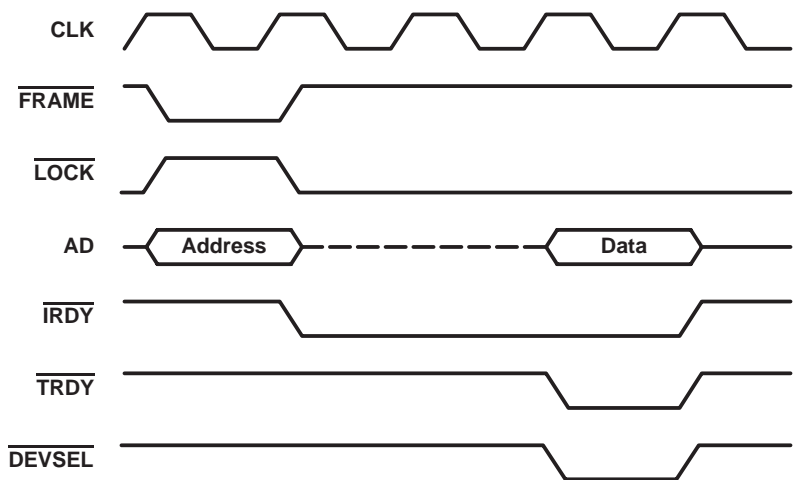 CLK
FRAME
LOCK
AD
Address
Data
IRDY
TRDY
DEVSEL